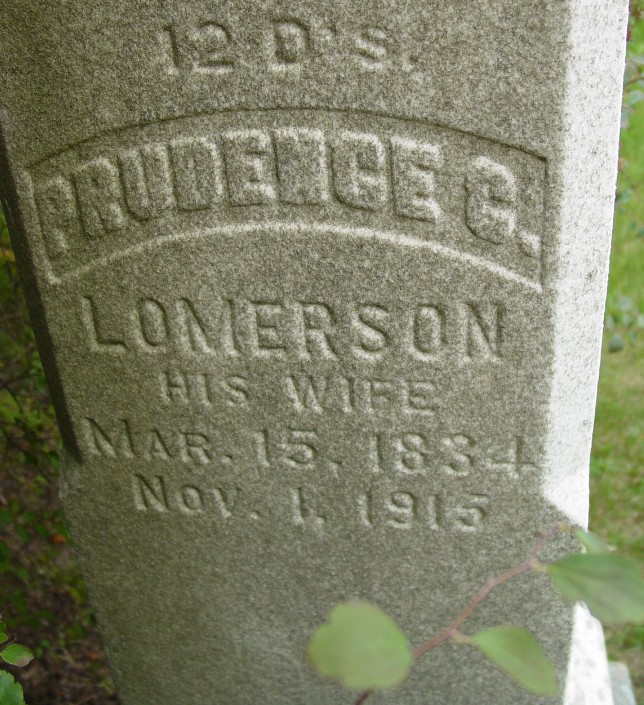 12 D's.
PRUDENCE C.
LOMERSON
HIS WIFE
MAR. 15, 1834
NOV. 1, 1915